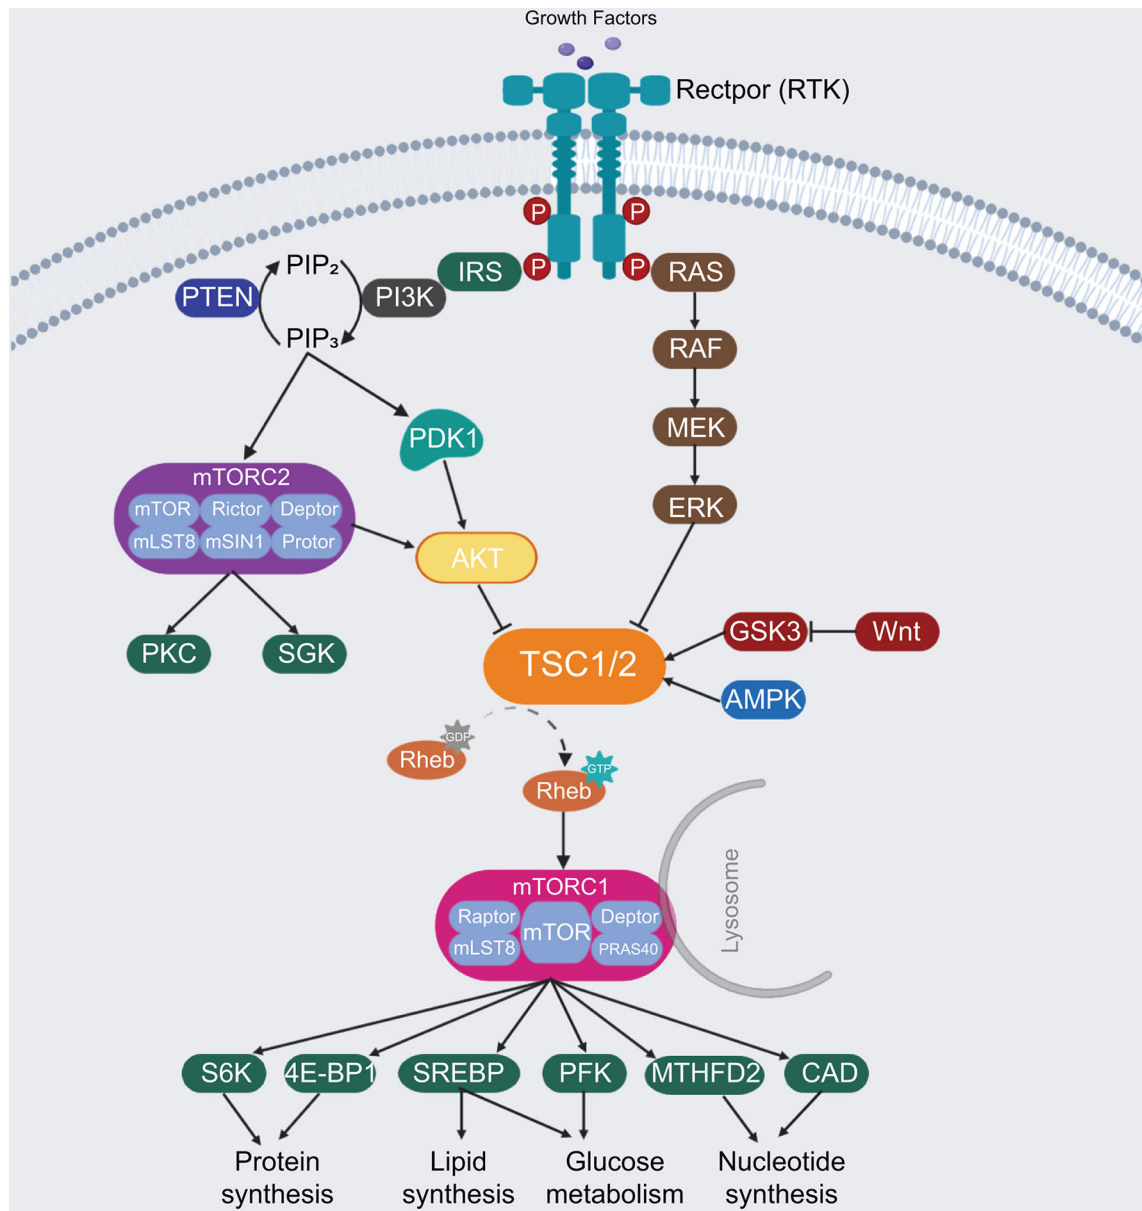 Growth Factors
Rectpor (RTK)
P
P
P
P
IRS
RAS
PIP₂
PTEN
PI3K
PIP₃
RAF
MEK
PDK1
ERK
mTORC2
mTOR Rictor Deptor
mLST8 mSIN1 Protor
AKT
PKC
SGK
TSC1/2
GSK3
Wnt
AMPK
GDP
Rheb
GTP
Rheb
Lysosome
mTORC1
Raptor
mTOR
Deptor
mLST8
PRAS40
S6K
4E-BP1
SREBP
PFK
MTHFD2
CAD
Protein
synthesis
Lipid
synthesis
Glucose
metabolism
Nucleotide
synthesis